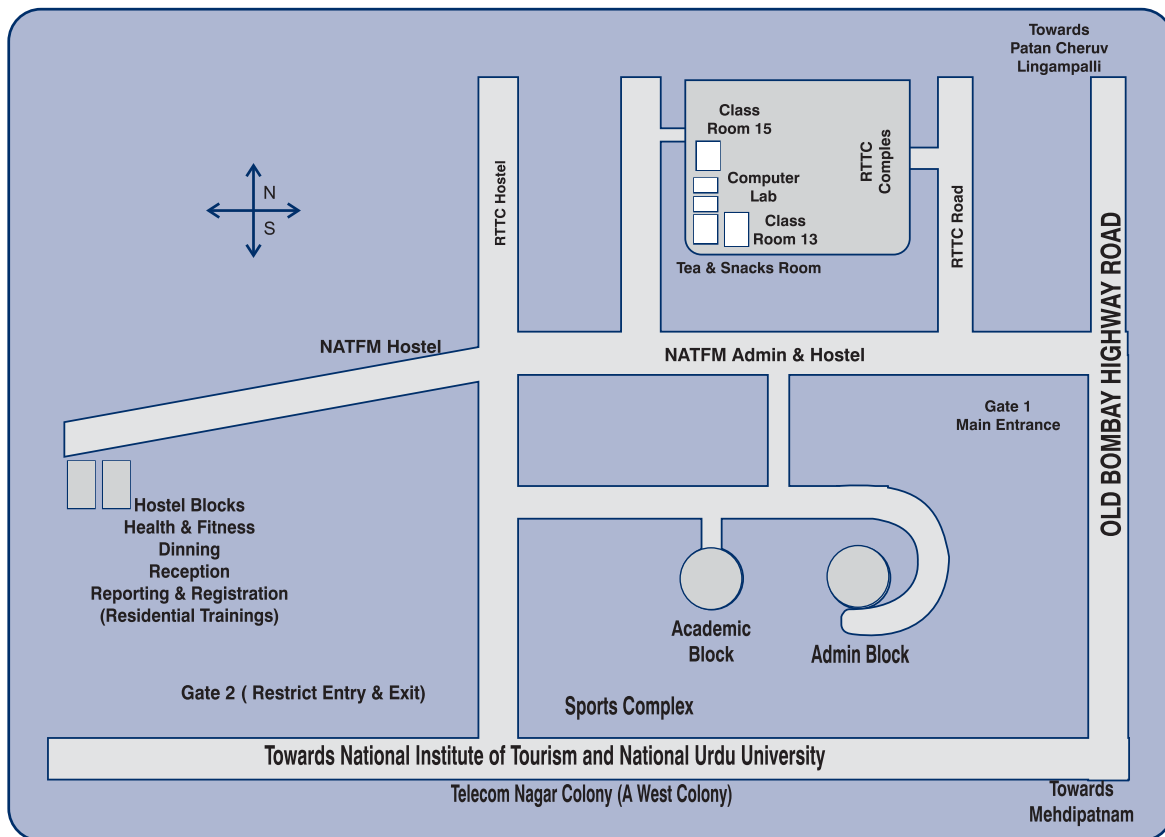 Towards
Patan Cheruv
Lingampalli
Class
Room 15
Computer
Lab
Class
Room 13
RTTC
Comples
Tea & Snacks Room
RTTC Hostel
RTTC Road
N
S
OLD BOMBAY HIGHWAY ROAD
NATFM Hostel
NATFM Admin & Hostel
Gate 1
Main Entrance
Hostel Blocks
Health & Fitness
Dinning
Reception
Reporting & Registration
(Residential Trainings)
Academic
Block
Admin Block
Gate 2 ( Restrict Entry & Exit)
Sports Complex
Towards National Institute of Tourism and National Urdu University
Telecom Nagar Colony (A West Colony)
Towards
Mehdipatnam